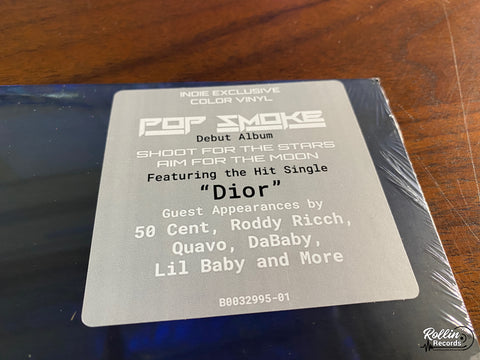 INDIE EXCLUSIVE
COLOR VINYL
POP SMOKE
Debut Album
SHOOT FOR THE STARS
AIM FOR THE MOON
Featuring the Hit Single
“Dior”
Guest Appearances by
50 Cent, Roddy Ricch,
Quavo, DaBaby,
Lil Baby and More
B0032995-01
Rollin
Records